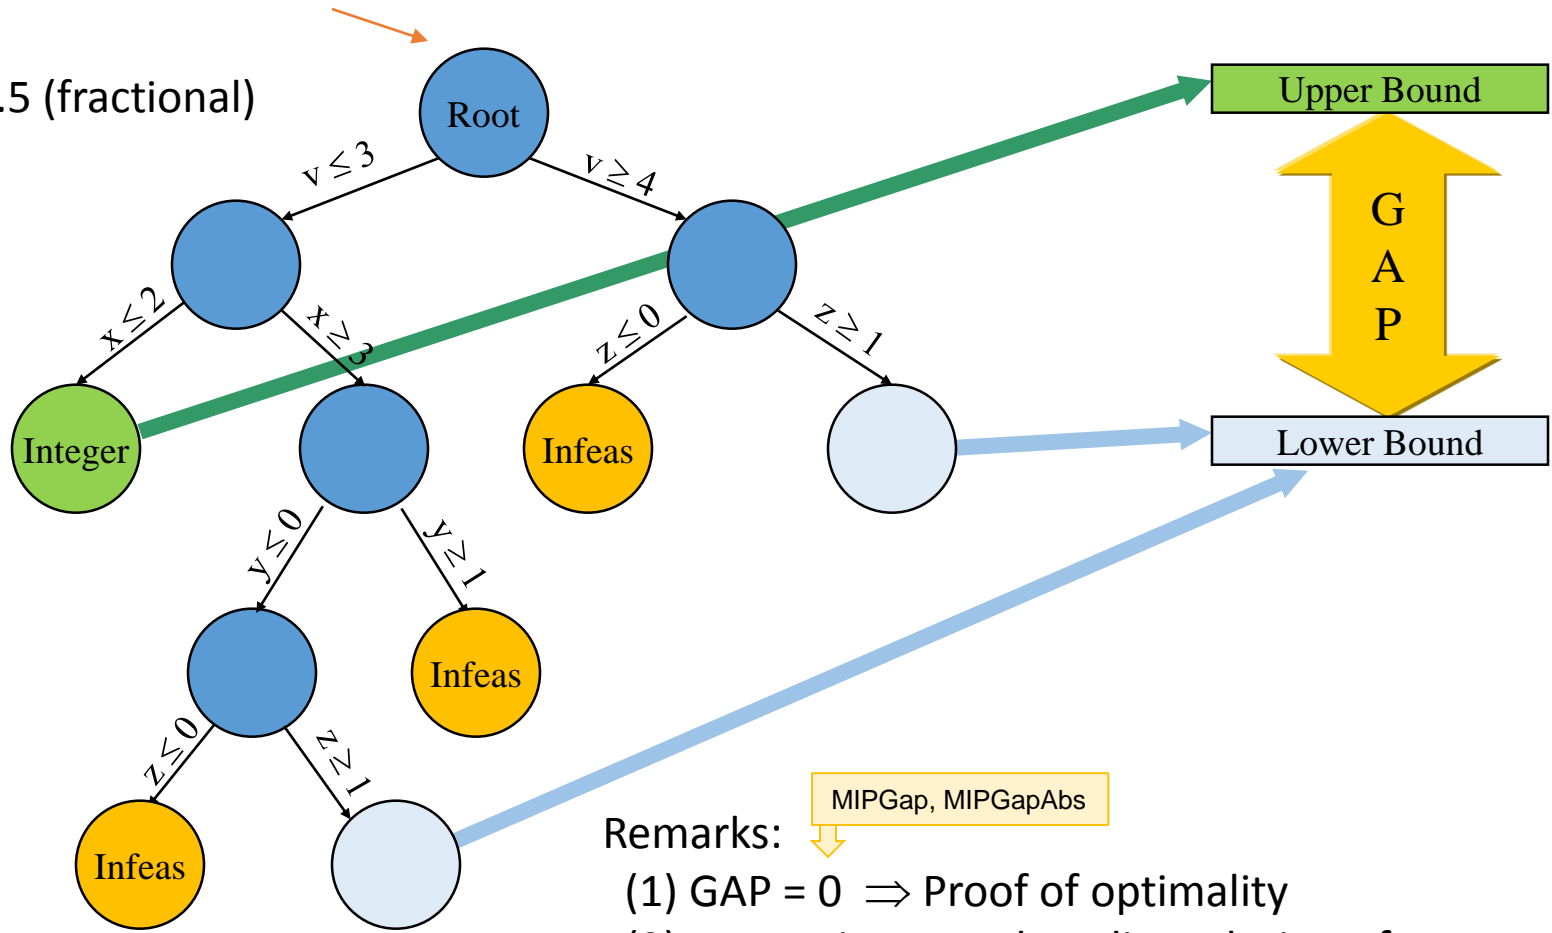 .5 (fractional)
Root
Upper Bound
v ≤ 3
v ≥ 4
G
A
P
x ≤ 2
x ≥ 3
z ≤ 0
z ≥ 1
Integer
Infeas
Lower Bound
y ≤ 0
y ≥ 1
Infeas
z ≤ 0
z ≥ 1
Infeas
MIPGap, MIPGapAbs
Remarks:
(1) GAP = 0 ⇒ Proof of optimality